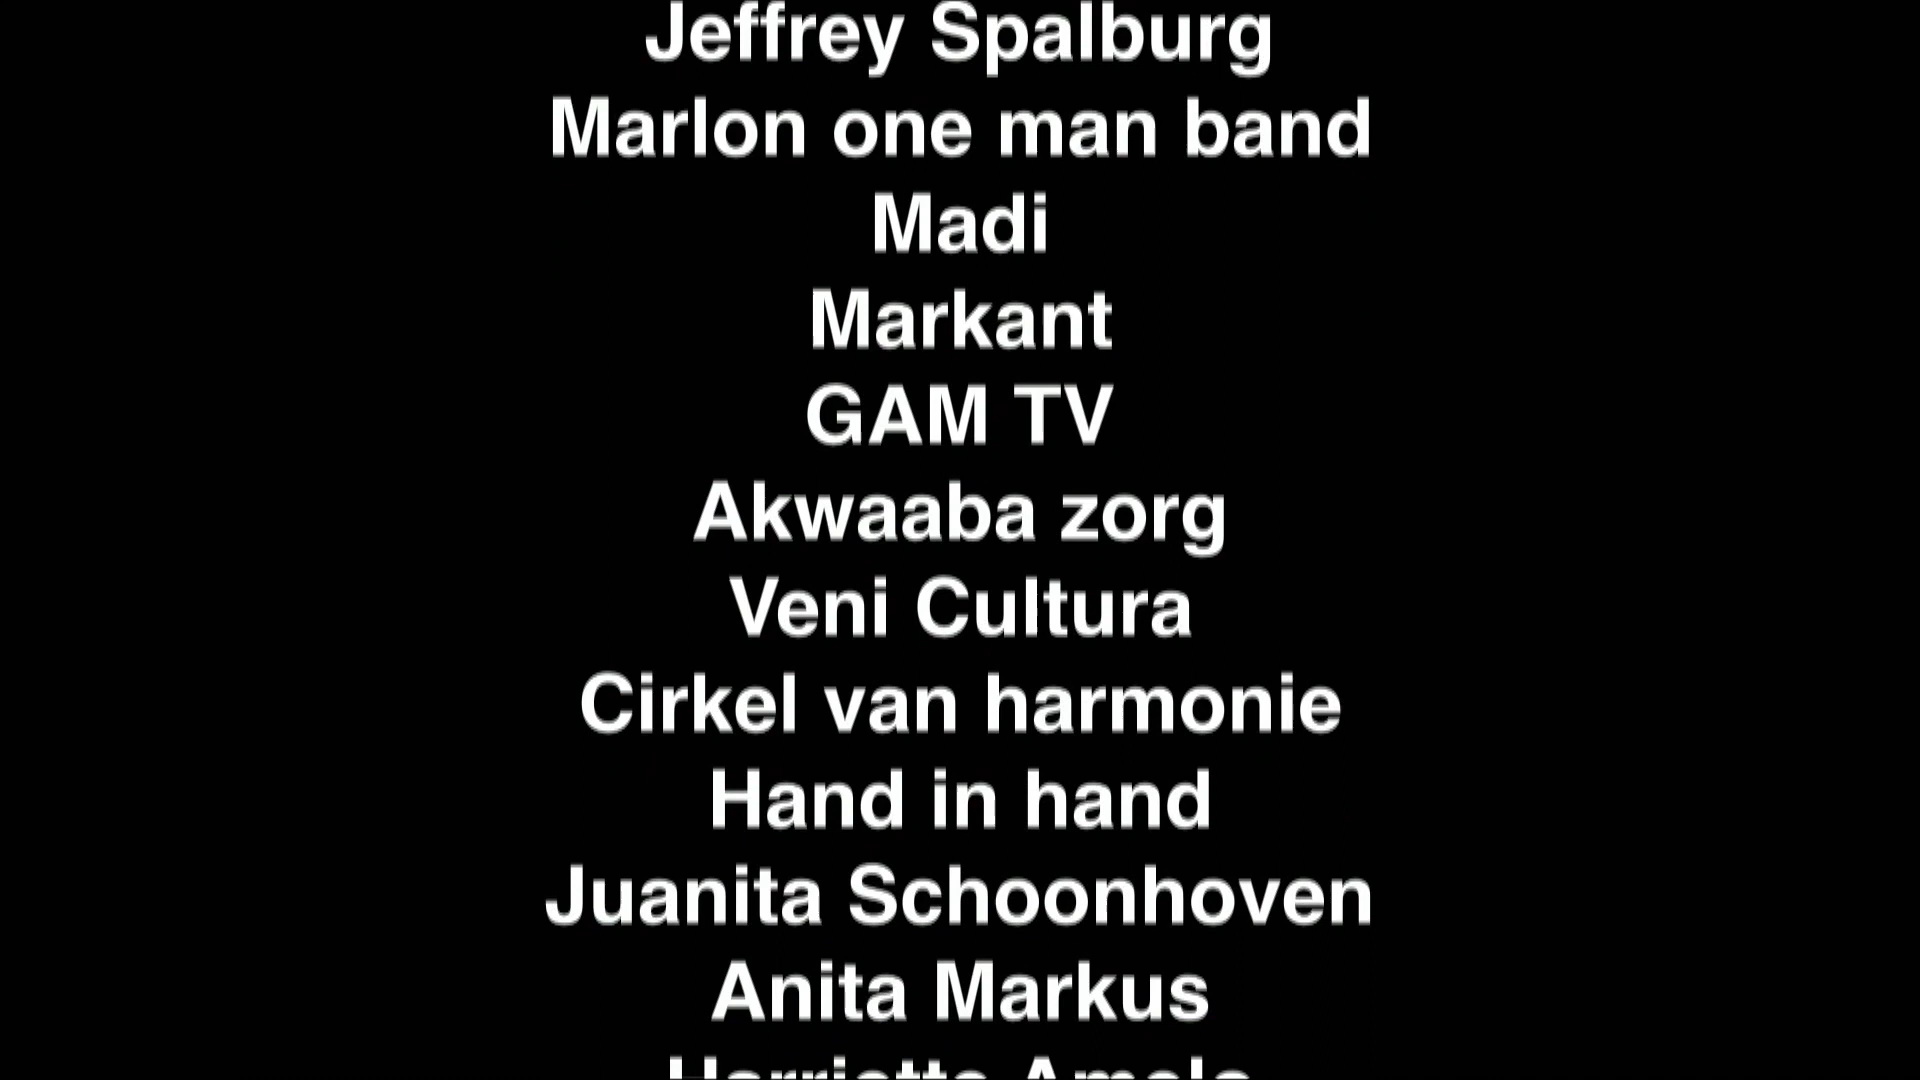 Jeffrey Spalburg
Marlon one man band
Madi
Markant
GAM TV
Akwaaba zorg
Veni Cultura
Cirkel van harmonie
Hand in hand
Juanita Schoonhoven
Anita Markus